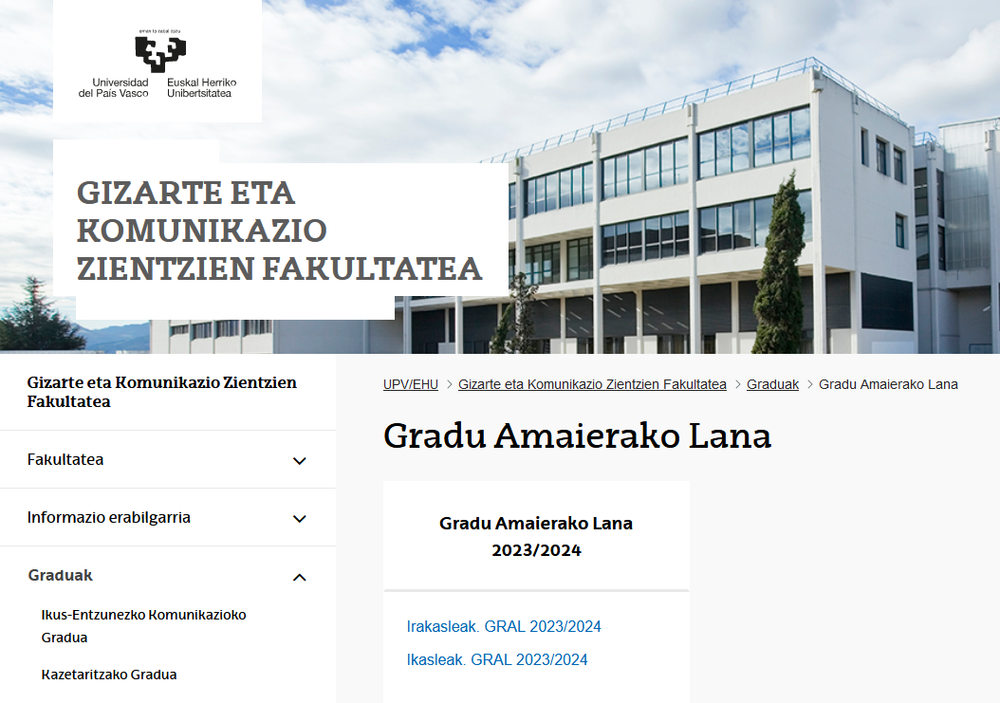 eman ta zabal zazu
Universidad
del País Vasco
Euskal Herriko
Unibertsitatea
GIZARTE ETA
KOMUNIKAZIO
ZIENTZIEN FAKULTATEA
Gizarte eta Komunikazio Zientzien
Fakultatea
Fakultatea
Informazio erabilgarria
Graduak
Ikus-Entzunezko Komunikazioko
Gradua
Kazetaritzako Gradua
UPV/EHU > Gizarte eta Komunikazio Zientzien Fakultatea > Graduak > Gradu Amaierako Lana
Gradu Amaierako Lana
Gradu Amaierako Lana
2023/2024
Irakasleak. GRAL 2023/2024
Ikasleak. GRAL 2023/2024